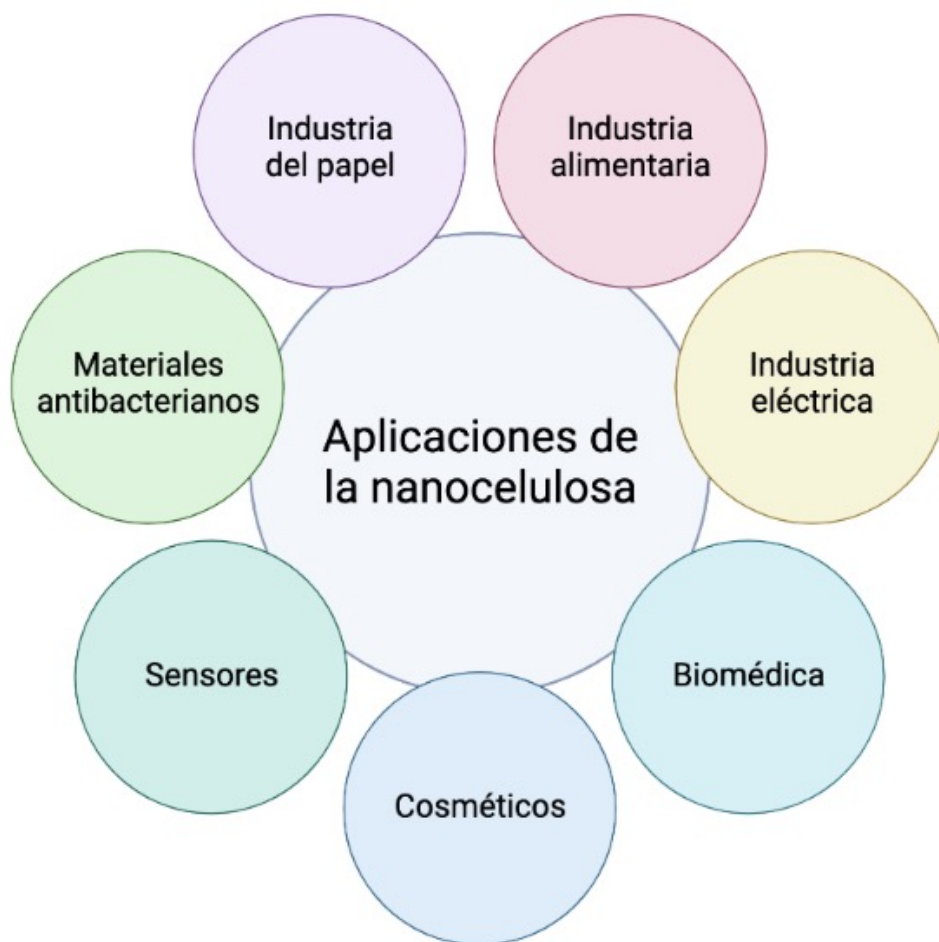 Industria
del papel
Industria
alimentaria
Materiales
antibacterianos
Industria
eléctrica
Aplicaciones de
la nanocelulosa
Sensores
Biomédica
Cosméticos